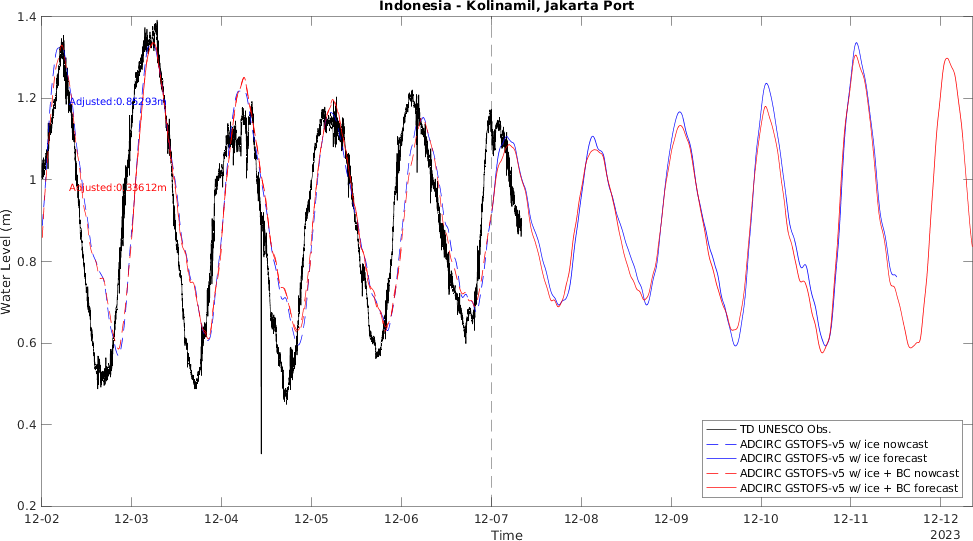 Indonesia - Kolinamil, Jakarta Port
1.4
1.2
1
0.8
0.6
0.4
0.2
Water Level (m)
Adjusted:0.85293m
Adjusted:0.33612m
TD UNESCO Obs.
ADCIRC GSTOFS-v5 w/ ice nowcast
ADCIRC GSTOFS-v5 w/ ice forecast
ADCIRC GSTOFS-v5 w/ ice + BC nowcast
ADCIRC GSTOFS-v5 w/ ice + BC forecast
12-02 12-03 12-04 12-05 12-06 12-07 12-08 12-09 12-10 12-11 12-12
Time 2023